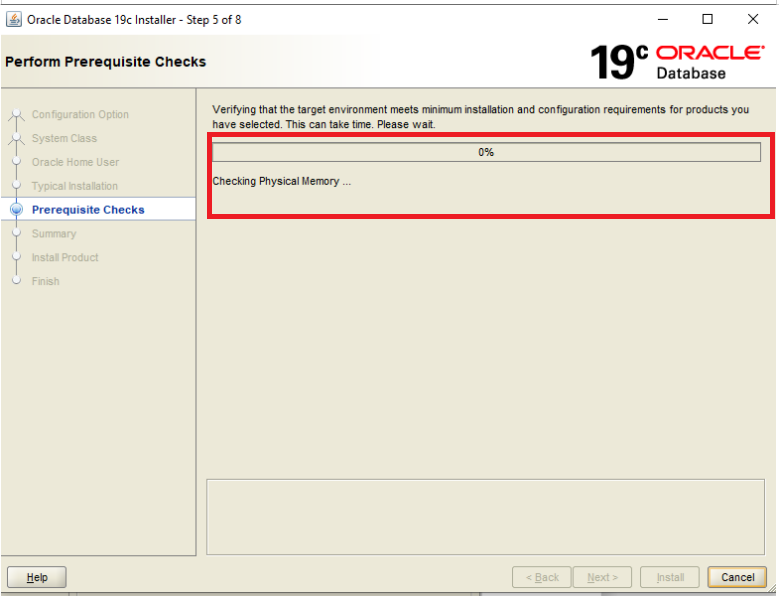 Oracle Database 19c Installer - Step 5 of 8
Perform Prerequisite Checks
19c ORACLE
Database
Configuration Option
System Class
Oracle Home User
Typical Installation
Prerequisite Checks
Summary
Install Product
Finish
Verifying that the target environment meets minimum installation and configuration requirements for products you
have selected. This can take time. Please wait.
0%
Checking Physical Memory ...
Help
< Back
Next >
Install
Cancel